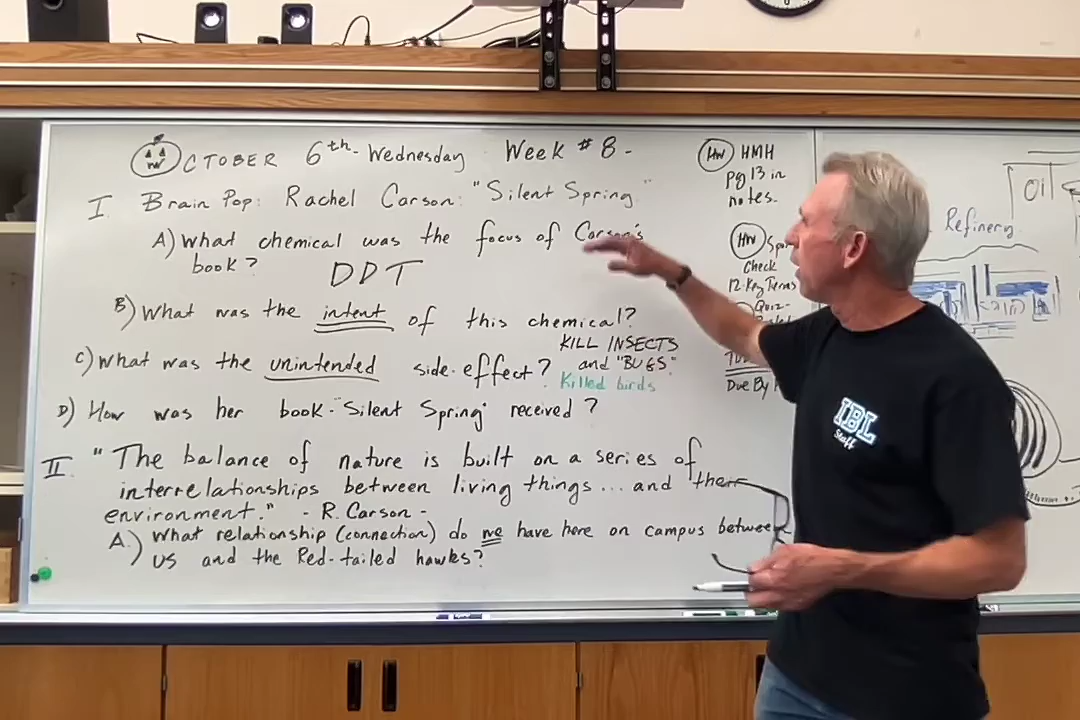 OCTOBER 6th - Wednesday Week #8 -
I. Brain Pop: Rachel Carson: "Silent Spring"
A) What chemical was the focus of Carson's
book? DDT
B) What was the intent of this chemical?
KILL INSECTS
and "BUGS"
C) What was the unintended side-effect?
Killed birds
D) How was her book - "Silent Spring" received?
II. "The balance of nature is built on a series of
interrelationships between living things... and their
environment." - R. Carson -
A.) What relationship (connection) do we have here on campus between
us and the Red-tailed hawks?
HW HMH
pg 13 in
notes.
HW
Check
12 Key Terms
Quiz-
Due By
Oil
Refinery
IBL
Staff